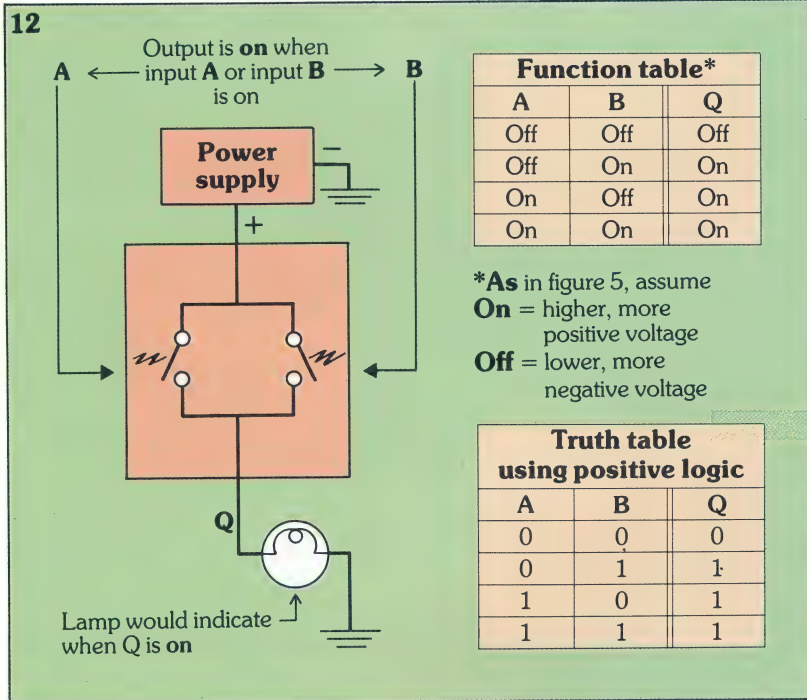 12
Output is on when
A ← input A or input B → B
is on
Power
supply
−
+
Q
Lamp would indicate
when Q is on
Function table*
A B Q
Off Off Off
Off On On
On Off On
On On On
*As in figure 5, assume
On = higher, more
positive voltage
Off = lower, more
negative voltage
Truth table
using positive logic
A B Q
0 0 0
0 1 1
1 0 1
1 1 1